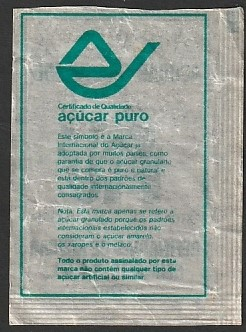 Certificado de Qualidade
açúcar puro
Este símbolo é a Marca
Internacional do Açúcar já
adotada por muitos países, como
garantia de que o açúcar granulado
que se compra é puro e natural e
está dentro dos padrões de
qualidade internacionalmente
consagrados.
Nota: Esta marca apenas se refere a
açúcar granulado porque os padrões
internacionais estabelecidos não
consideram o açúcar amarelo,
os xaropes e o melaço.
Todo o produto assinalado por esta
marca não contém qualquer tipo de
açúcar artificial ou similar.